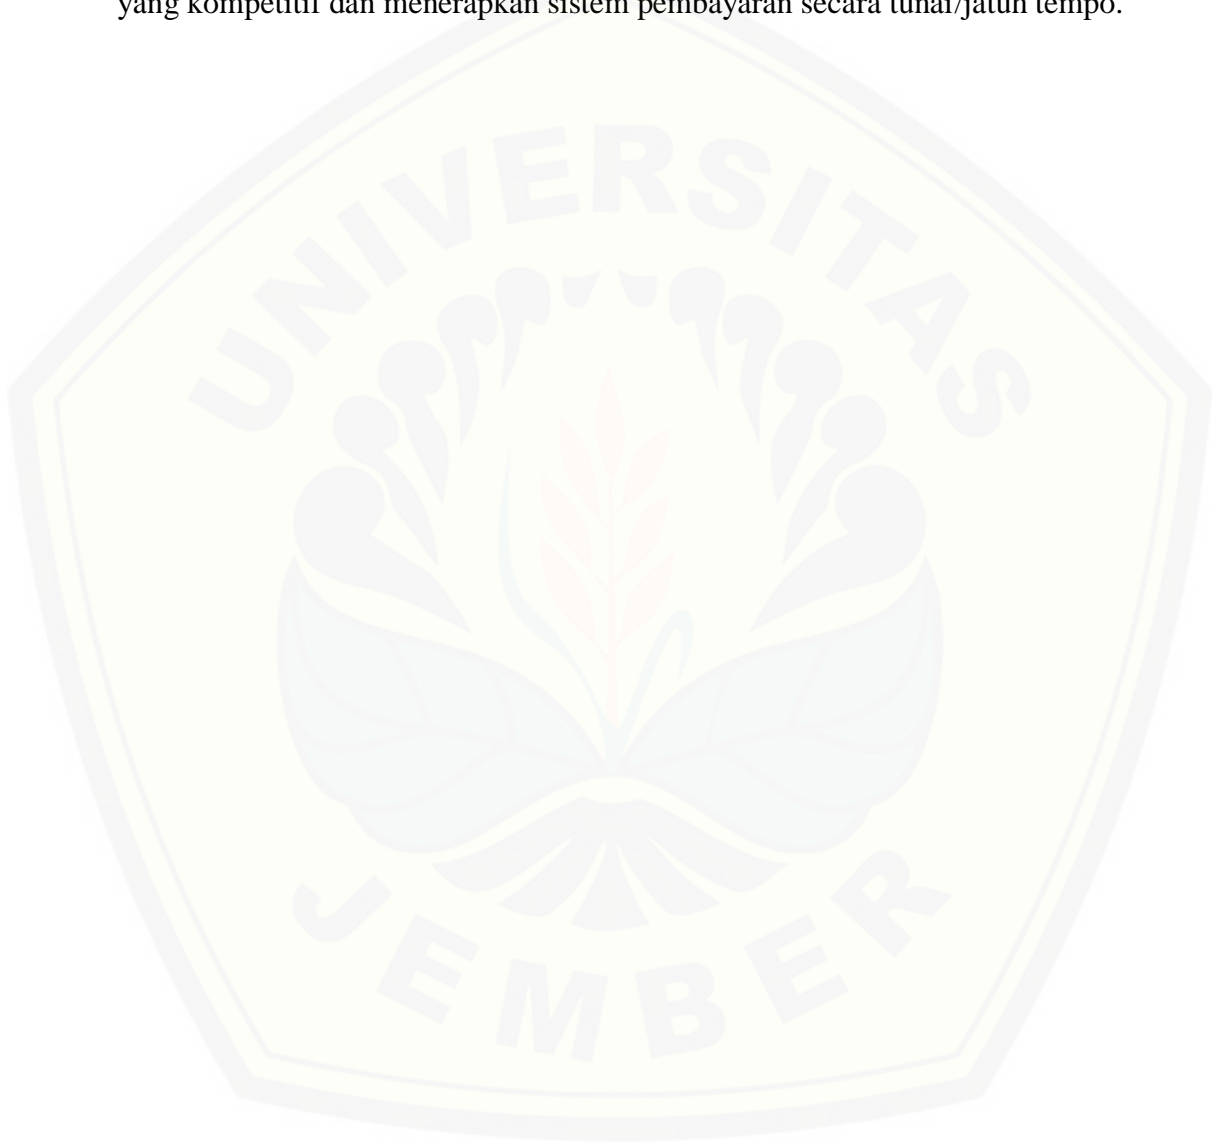 yang kompetitif dan menerapkan sistem pembayaran secara tunai/jatuh tempo.
UNIVERSITAS
JEMBER